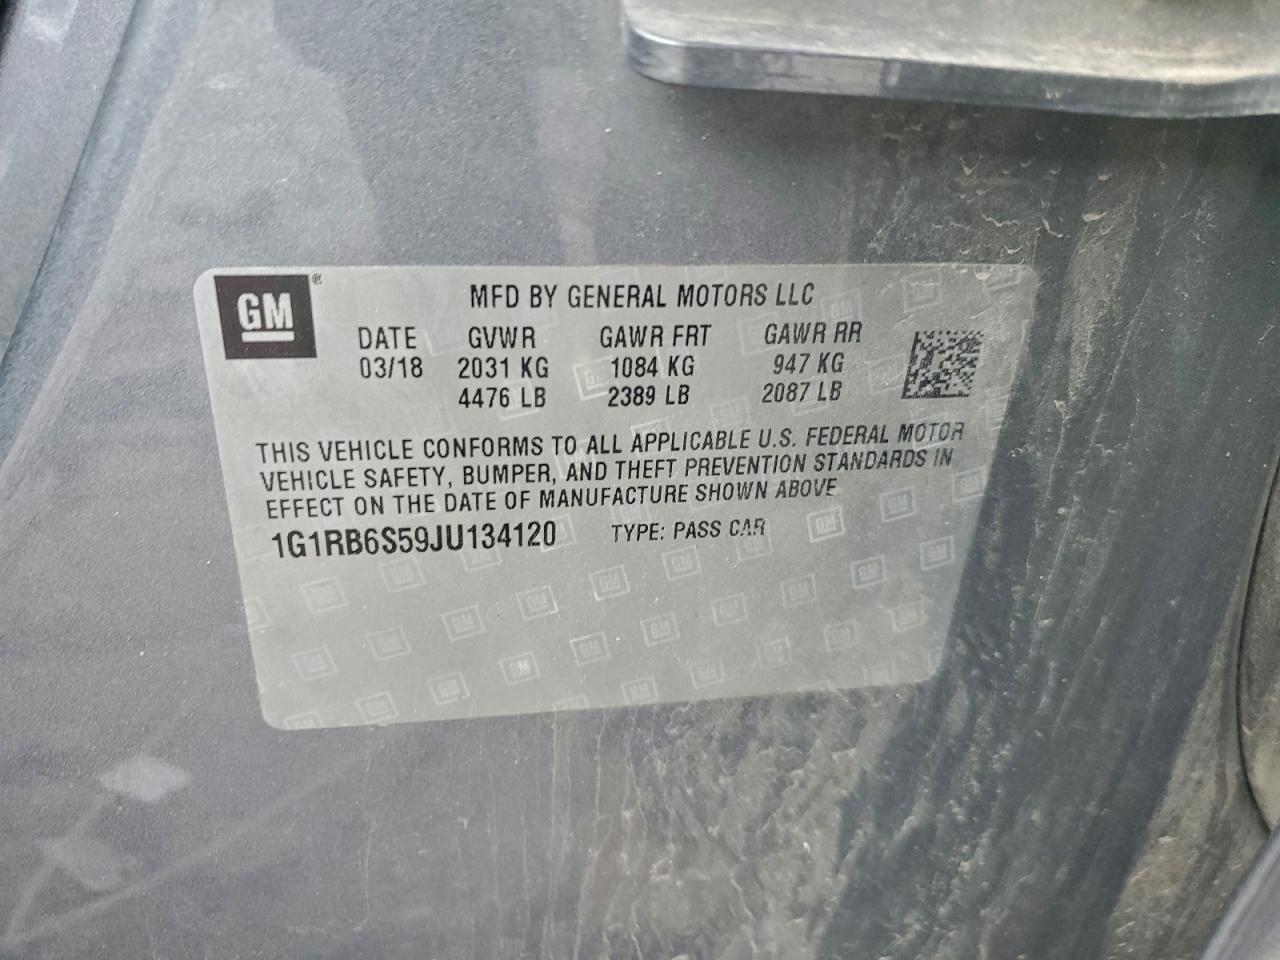 GM ®
MFD BY GENERAL MOTORS LLC
DATE GVWR GAWR FRT GAWR RR
03/18 2031 KG 1084 KG 947 KG
4476 LB 2389 LB 2087 LB
THIS VEHICLE CONFORMS TO ALL APPLICABLE U.S. FEDERAL MOTOR
VEHICLE SAFETY, BUMPER, AND THEFT PREVENTION STANDARDS IN
EFFECT ON THE DATE OF MANUFACTURE SHOWN ABOVE
1G1RB6S59JU134120 TYPE: PASS CAR